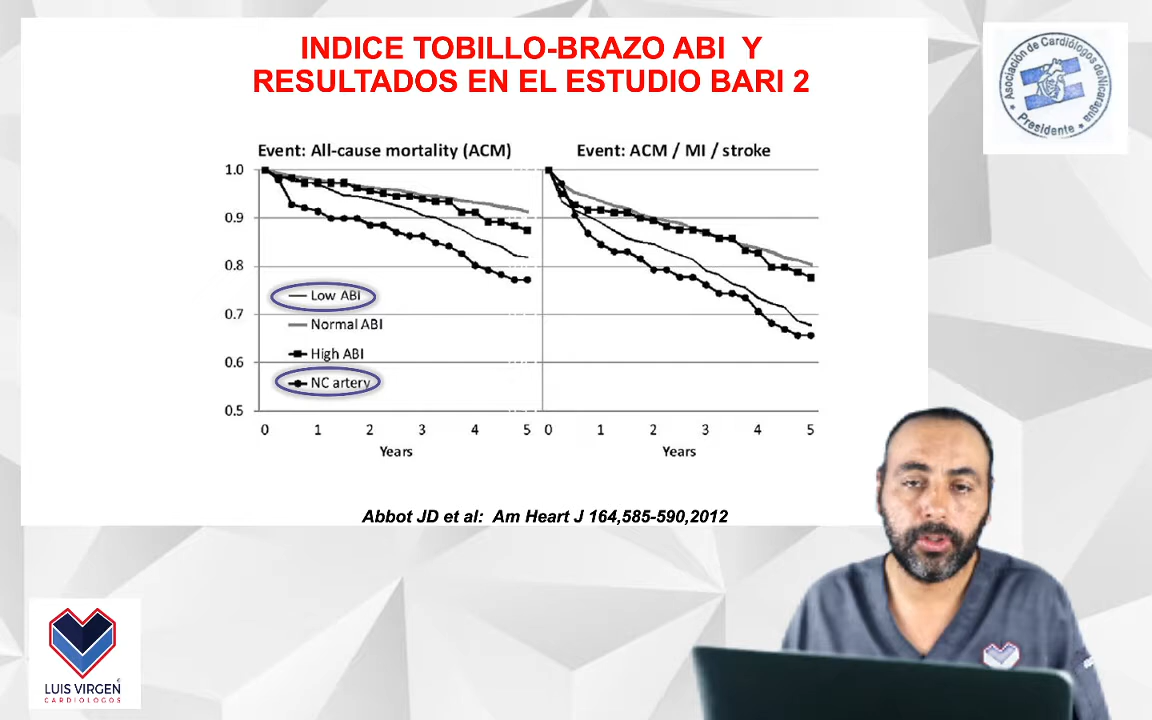 INDICE TOBILLO-BRAZO ABI Y
RESULTADOS EN EL ESTUDIO BARI 2
Asociación de Cardiólogos de Nicaragua
Presidente
Event: All-cause mortality (ACM)
Event: ACM / MI / stroke
1.0
0.9
0.8
0.7
0.6
0.5
Low ABI
Normal ABI
High ABI
NC artery
0 1 2 3 4 5
0 1 2 3 4 5
Years
Years
Abbot JD et al: Am Heart J 164,585-590,2012
LUIS VIRGEN
CARDIOLOGOS